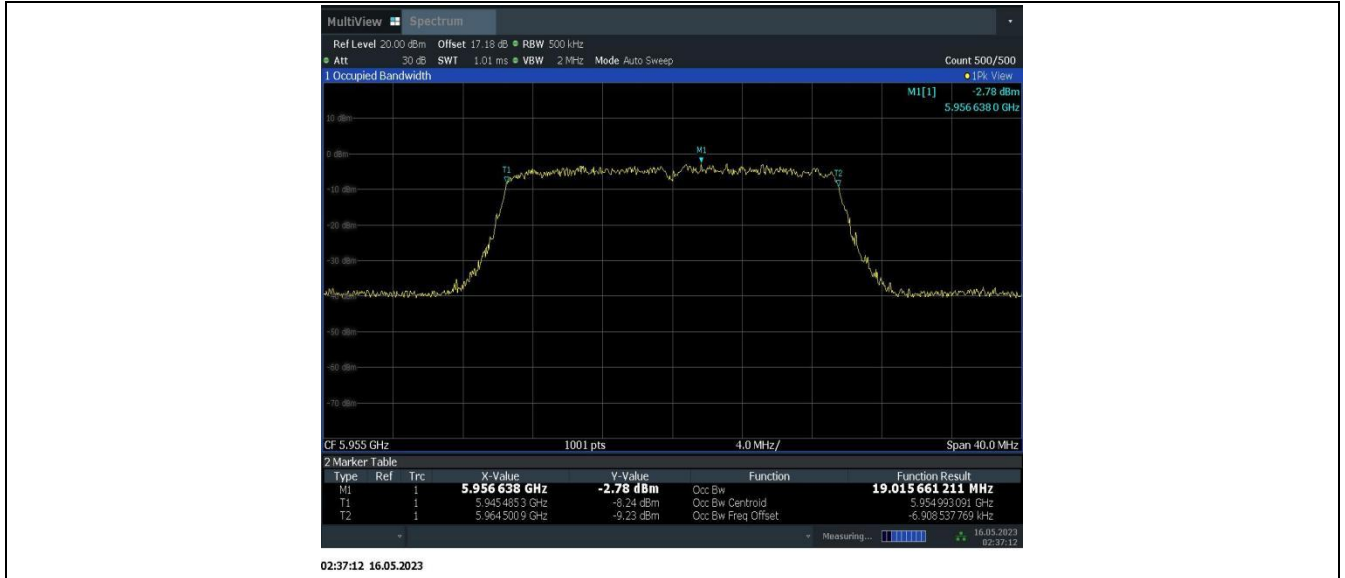 MultiView Spectrum
Ref Level 20.00 dBm Offset 17.18 dB RBW 500 kHz
Att 30 dB SWT 1.01 ms VBW 2 MHz Mode Auto Sweep Count 500/500
1 Occupied Bandwidth 1Pk View
M1[1] -2.78 dBm
5.956 638 0 GHz
10 dBm
0 dBm
M1
T1 T2
-10 dBm
-20 dBm
-30 dBm
-50 dBm
-60 dBm
-70 dBm
CF 5.955 GHz 1001 pts 4.0 MHz/ Span 40.0 MHz
2 Marker Table
Type Ref Trc X-Value Y-Value Function Function Result
M1 1 5.956 638 GHz -2.78 dBm Occ Bw 19.015 661 211 MHz
T1 1 5.945 485 3 GHz -8.24 dBm Occ Bw Centroid 5.954 993 091 GHz
T2 1 5.964 500 9 GHz -9.23 dBm Occ Bw Freq Offset -6.908 537 769 kHz
Measuring... 16.05.2023
02:37:12
02:37:12 16.05.2023